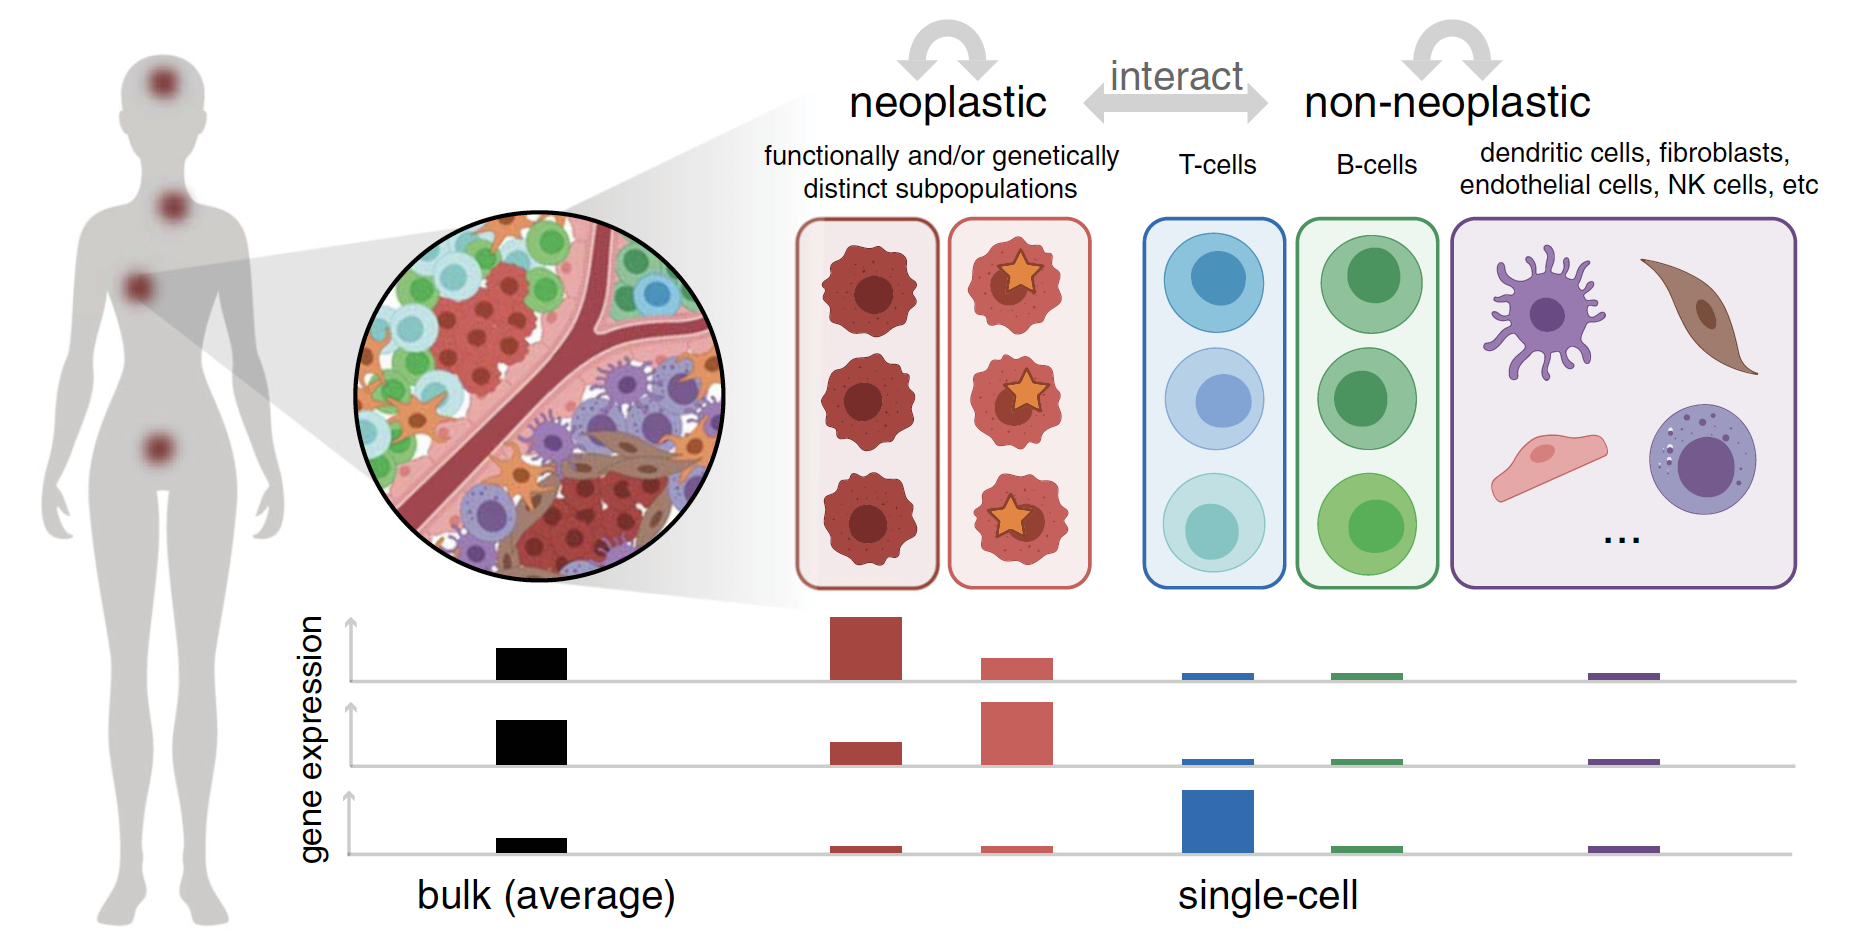 interact
neoplastic
non-neoplastic
functionally and/or genetically
distinct subpopulations
T-cells
B-cells
dendritic cells, fibroblasts,
endothelial cells, NK cells, etc
...
gene expression
bulk (average)
single-cell